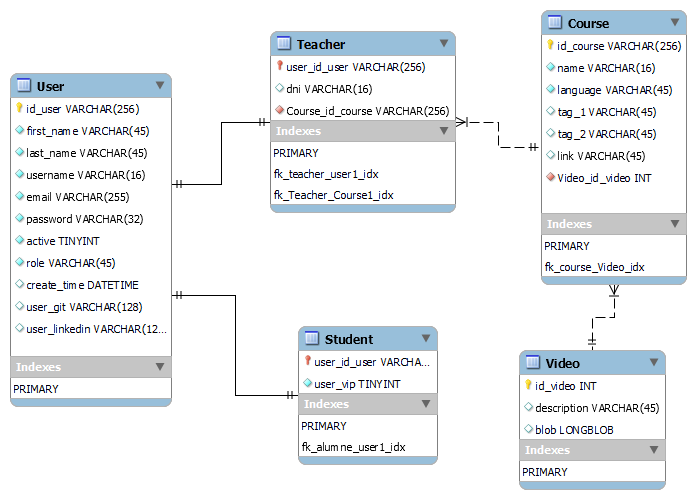 User
id_user VARCHAR(256)
first_name VARCHAR(45)
last_name VARCHAR(45)
username VARCHAR(16)
email VARCHAR(255)
password VARCHAR(32)
active TINYINT
role VARCHAR(45)
create_time DATETIME
user_git VARCHAR(128)
user_linkedin VARCHAR(12...
Indexes
PRIMARY
Teacher
user_id_user VARCHAR(256)
dni VARCHAR(16)
Course_id_course VARCHAR(256)
Indexes
PRIMARY
fk_teacher_user1_idx
fk_Teacher_Course1_idx
Student
user_id_user VARCHA...
user_vip TINYINT
Indexes
PRIMARY
fk_alumne_user1_idx
Course
id_course VARCHAR(256)
name VARCHAR(16)
language VARCHAR(45)
tag_1 VARCHAR(45)
tag_2 VARCHAR(45)
link VARCHAR(45)
Video_id_video INT
Indexes
PRIMARY
fk_course_Video_idx
Video
id_video INT
description VARCHAR(45)
blob LONGBLOB
Indexes
PRIMARY